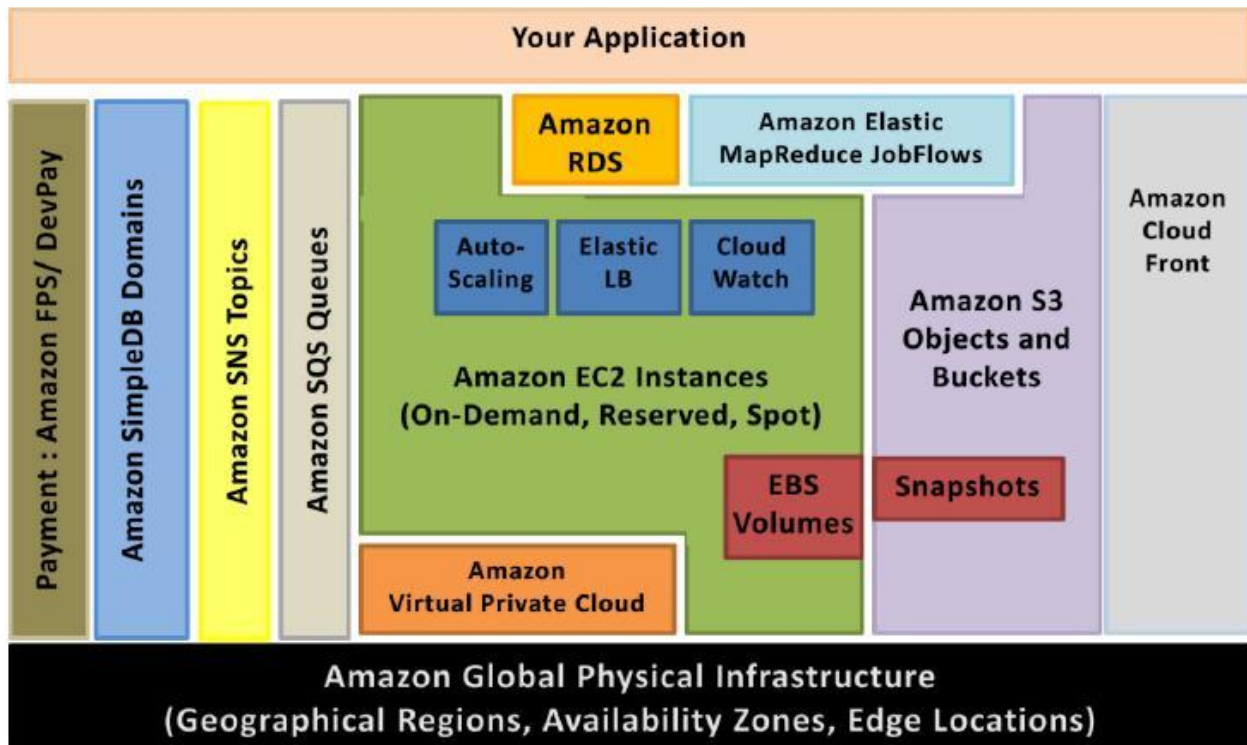 Your Application
Payment : Amazon FPS/ DevPay
Amazon SimpleDB Domains
Amazon SNS Topics
Amazon SQS Queues
Amazon
RDS
Amazon Elastic
MapReduce JobFlows
Auto-
Scaling
Elastic
LB
Cloud
Watch
Amazon EC2 Instances
(On-Demand, Reserved, Spot)
EBS
Volumes
Amazon
Virtual Private Cloud
Amazon S3
Objects and
Buckets
Snapshots
Amazon
Cloud
Front
Amazon Global Physical Infrastructure
(Geographical Regions, Availability Zones, Edge Locations)